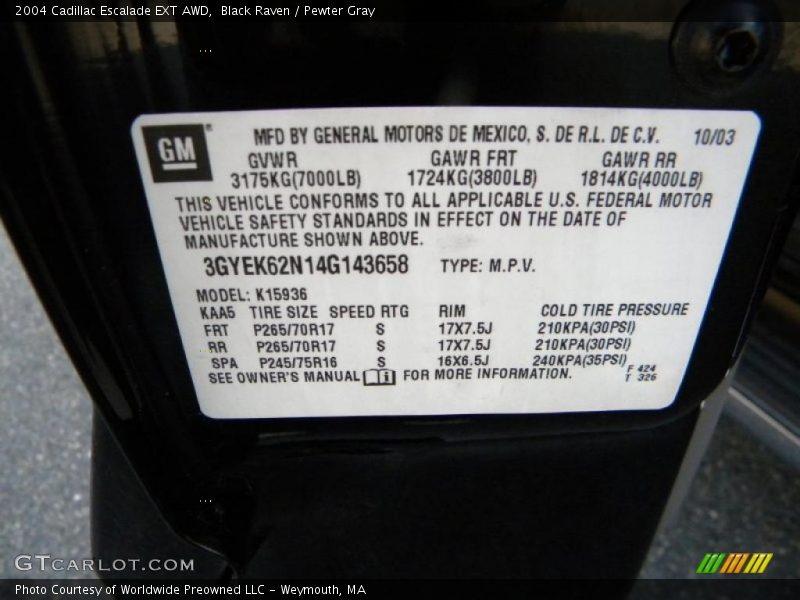 2004 Cadillac Escalade EXT AWD,  Black Raven / Pewter Gray
GM
MFD BY GENERAL MOTORS DE MEXICO, S. DE R.L. DE C.V. 10/03
GVWR GAWR FRT GAWR RR
3175KG(7000LB) 1724KG(3800LB) 1814KG(4000LB)
THIS VEHICLE CONFORMS TO ALL APPLICABLE U.S. FEDERAL MOTOR
VEHICLE SAFETY STANDARDS IN EFFECT ON THE DATE OF
MANUFACTURE SHOWN ABOVE.
3GYEK62N14G143658 TYPE: M.P.V.
MODEL: K15936
KAA5 TIRE SIZE SPEED RTG RIM COLD TIRE PRESSURE
FRT P265/70R17 S 17X7.5J 210KPA(30PSI)
RR P265/70R17 S 17X7.5J 210KPA(30PSI)
SPA P245/75R16 S 16X6.5J 240KPA(35PSI)
SEE OWNER'S MANUAL FOR MORE INFORMATION.
F 424
T 326
GTCARLOT.COM
Photo Courtesy of Worldwide Preowned LLC - Weymouth, MA